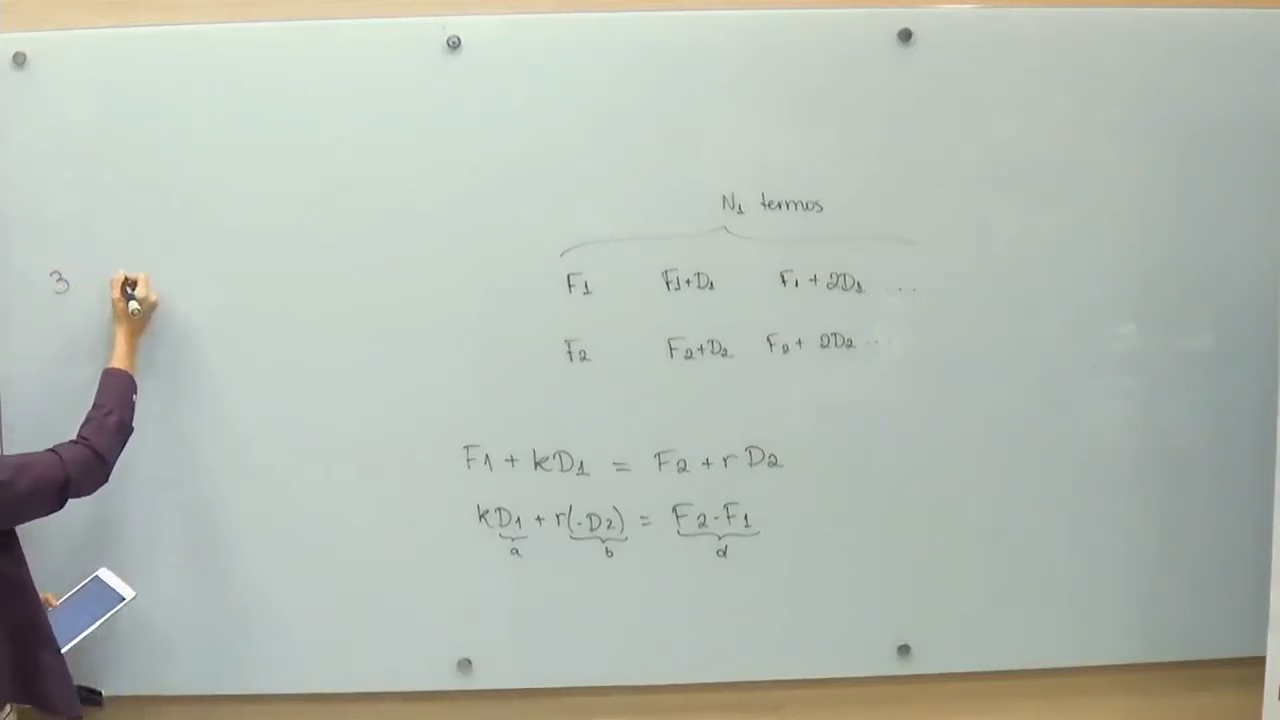 N1 termos
3
F1 F1+D1 F1 + 2D1 ...
F2 F2+D2 F2 + 2D2 ...
F1 + kD1 = F2 + rD2
kD1 + r(-D2) = F2 - F1
a b d